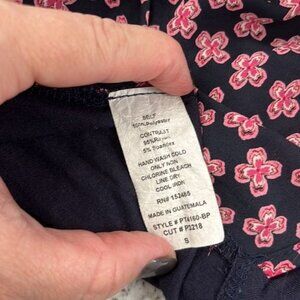 SELF
100% Polyester
CONTRAST
95% Rayon
5% Spandex
HAND WASH COLD
ONLY NON
CHLORINE BLEACH
LINE DRY
COOL IRON
RN# 153485
MADE IN GUATEMALA
STYLE # PT4160-BP
CUT # P3218
S